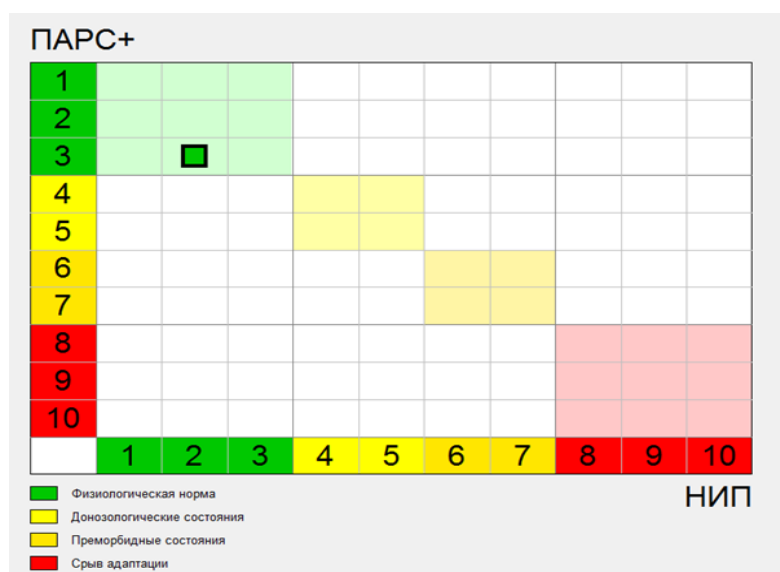 ПАРС+
1
2
3
4
5
6
7
8
9
10
1 2 3 4 5 6 7 8 9 10
НИП
Физиологическая норма
Донозологические состояния
Преморбидные состояния
Срыв адаптации